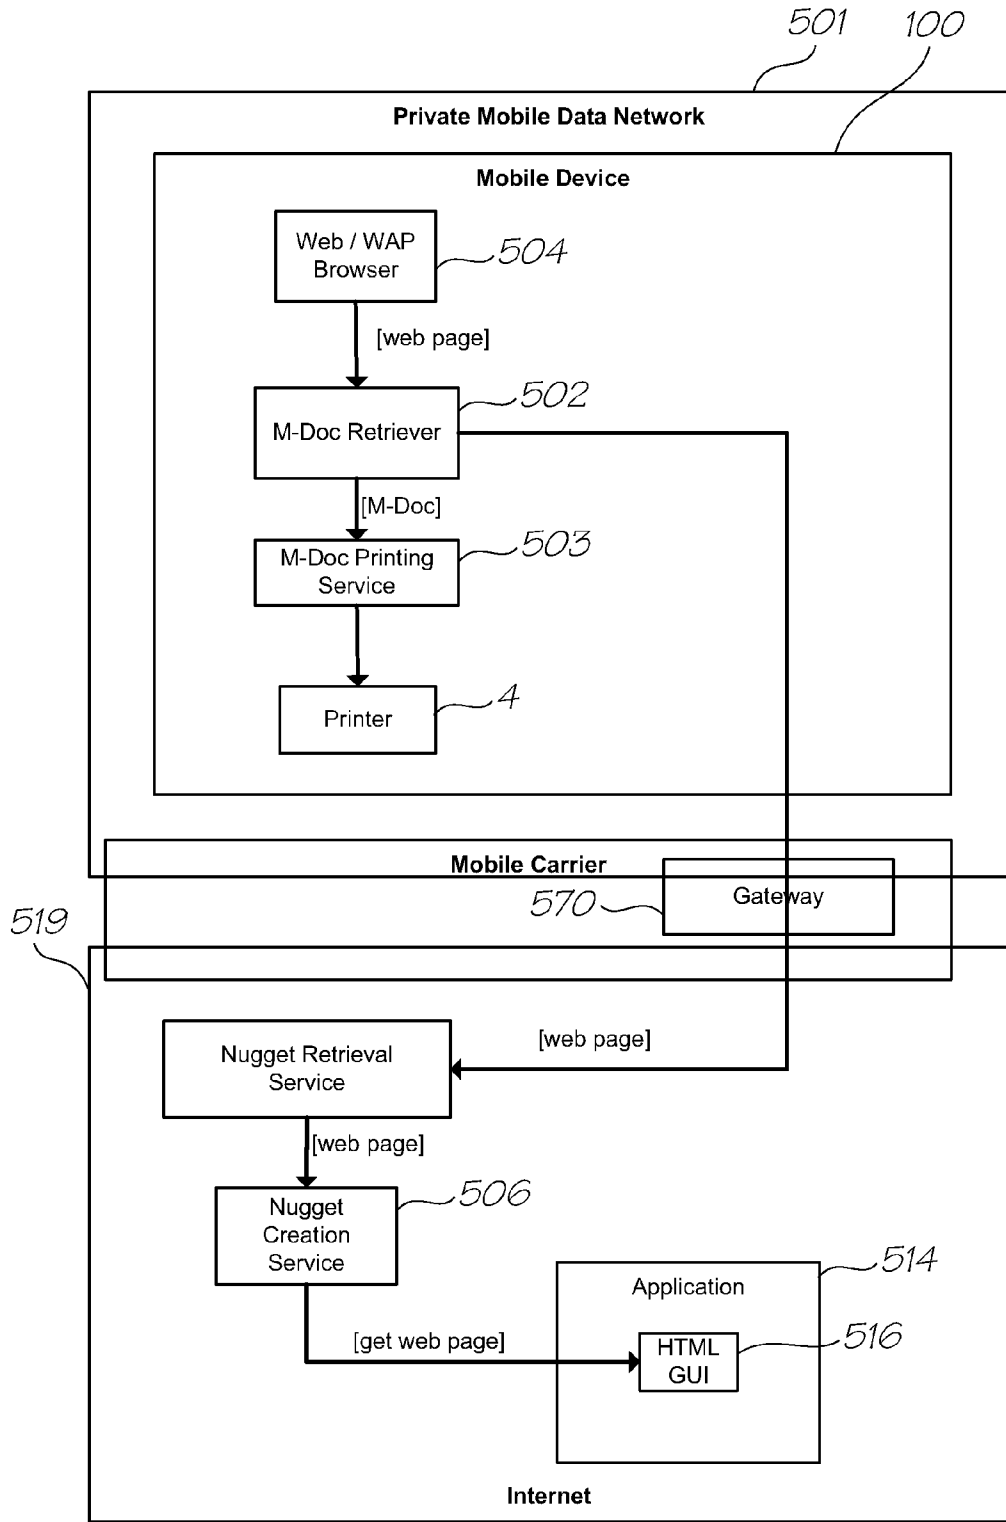 501
100
Private Mobile Data Network
Mobile Device
Web / WAP
Browser
504
[web page]
502
M-Doc Retriever
[M-Doc]
503
M-Doc Printing
Service
4
Printer
Mobile Carrier
Gateway
570
519
[web page]
Nugget Retrieval
Service
[web page]
506
Nugget
Creation
Service
514
Application
[get web page]
HTML
GUI
516
Internet